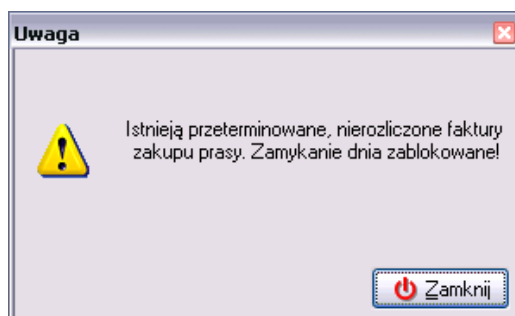 Uwaga
Istnieją przeterminowane, nierozliczone faktury
zakupu prasy. Zamykanie dnia zablokowane!
Zamknij